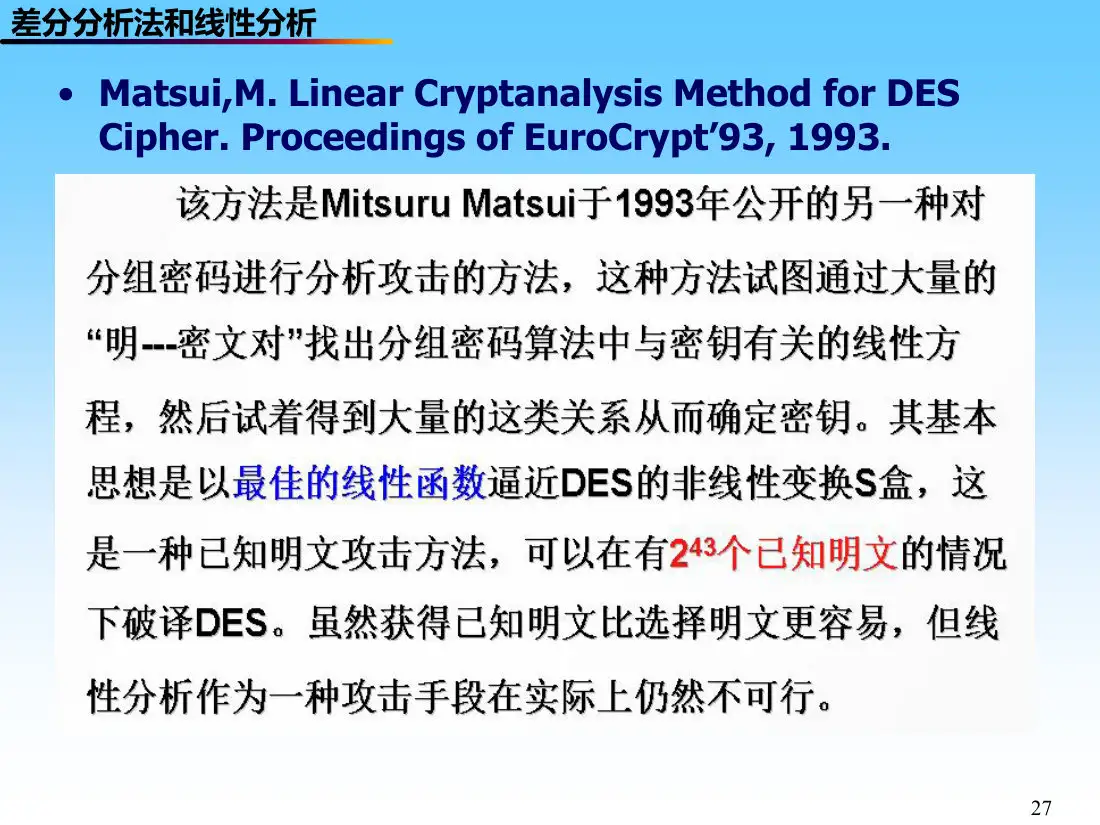 差分分析法和线性分析
• Matsui,M. Linear Cryptanalysis Method for DES
Cipher. Proceedings of EuroCrypt’93, 1993.
该方法是Mitsuru Matsui于1993年公开的另一种对
分组密码进行分析攻击的方法，这种方法试图通过大量的
“明---密文对”找出分组密码算法中与密钥有关的线性方
程，然后试着得到大量的这类关系从而确定密钥。其基本
思想是以最佳的线性函数逼近DES的非线性变换S盒，这
是一种已知明文攻击方法，可以在有2⁴³个已知明文的情况
下破译DES。虽然获得已知明文比选择明文更容易，但线
性分析作为一种攻击手段在实际上仍然不可行。
27